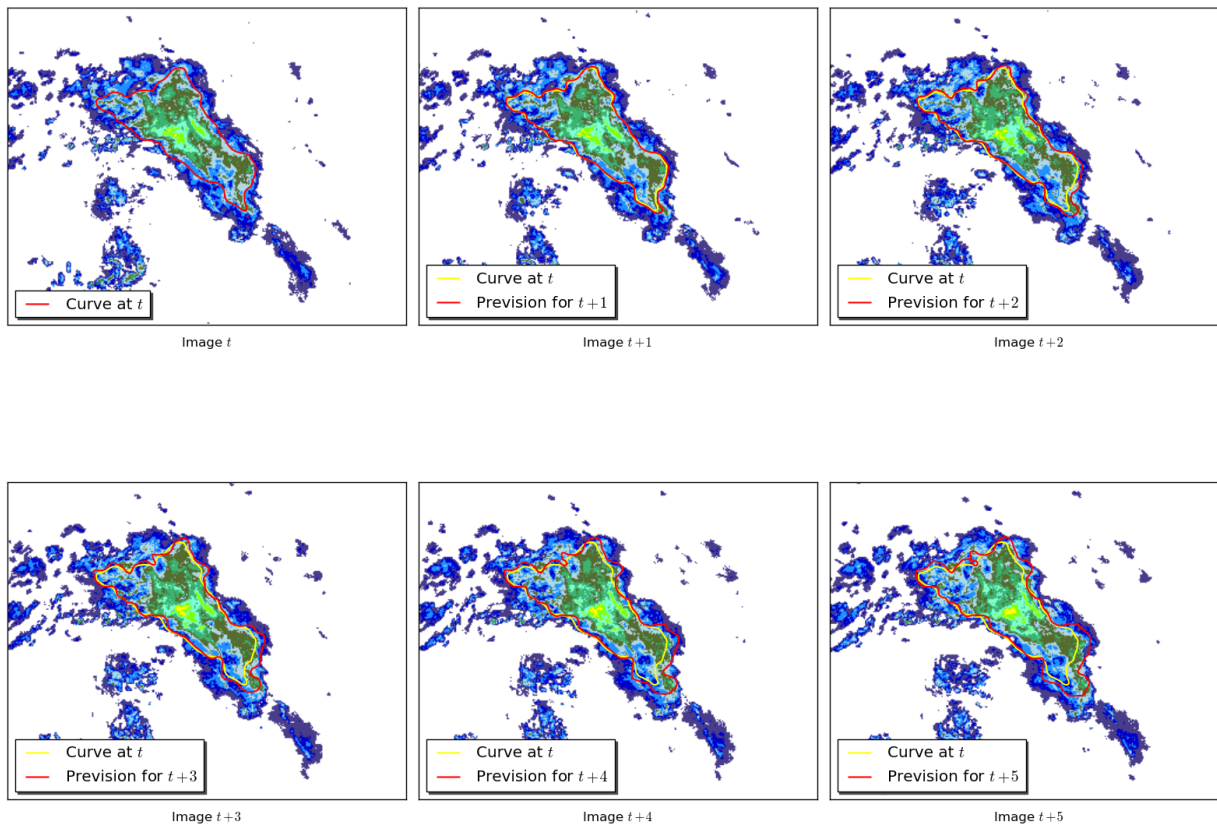 Curve at t
Image t
Curve at t
Prevision for t+1
Image t+1
Curve at t
Prevision for t+2
Image t+2
Curve at t
Prevision for t+3
Image t+3
Curve at t
Prevision for t+4
Image t+4
Curve at t
Prevision for t+5
Image t+5